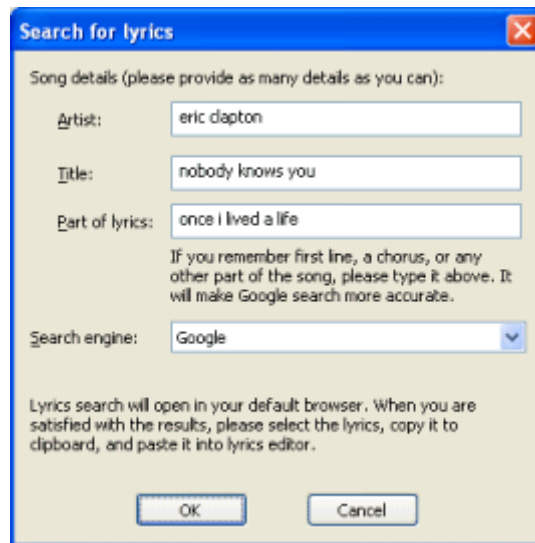 Search for lyrics
Song details (please provide as many details as you can):
Artist: eric clapton
Title: nobody knows you
Part of lyrics: once i lived a life
If you remember first line, a chorus, or any
other part of the song, please type it above. It
will make Google search more accurate.
Search engine: Google
Lyrics search will open in your default browser. When you are
satisfied with the results, please select the lyrics, copy it to
clipboard, and paste it into lyrics editor.
OK Cancel